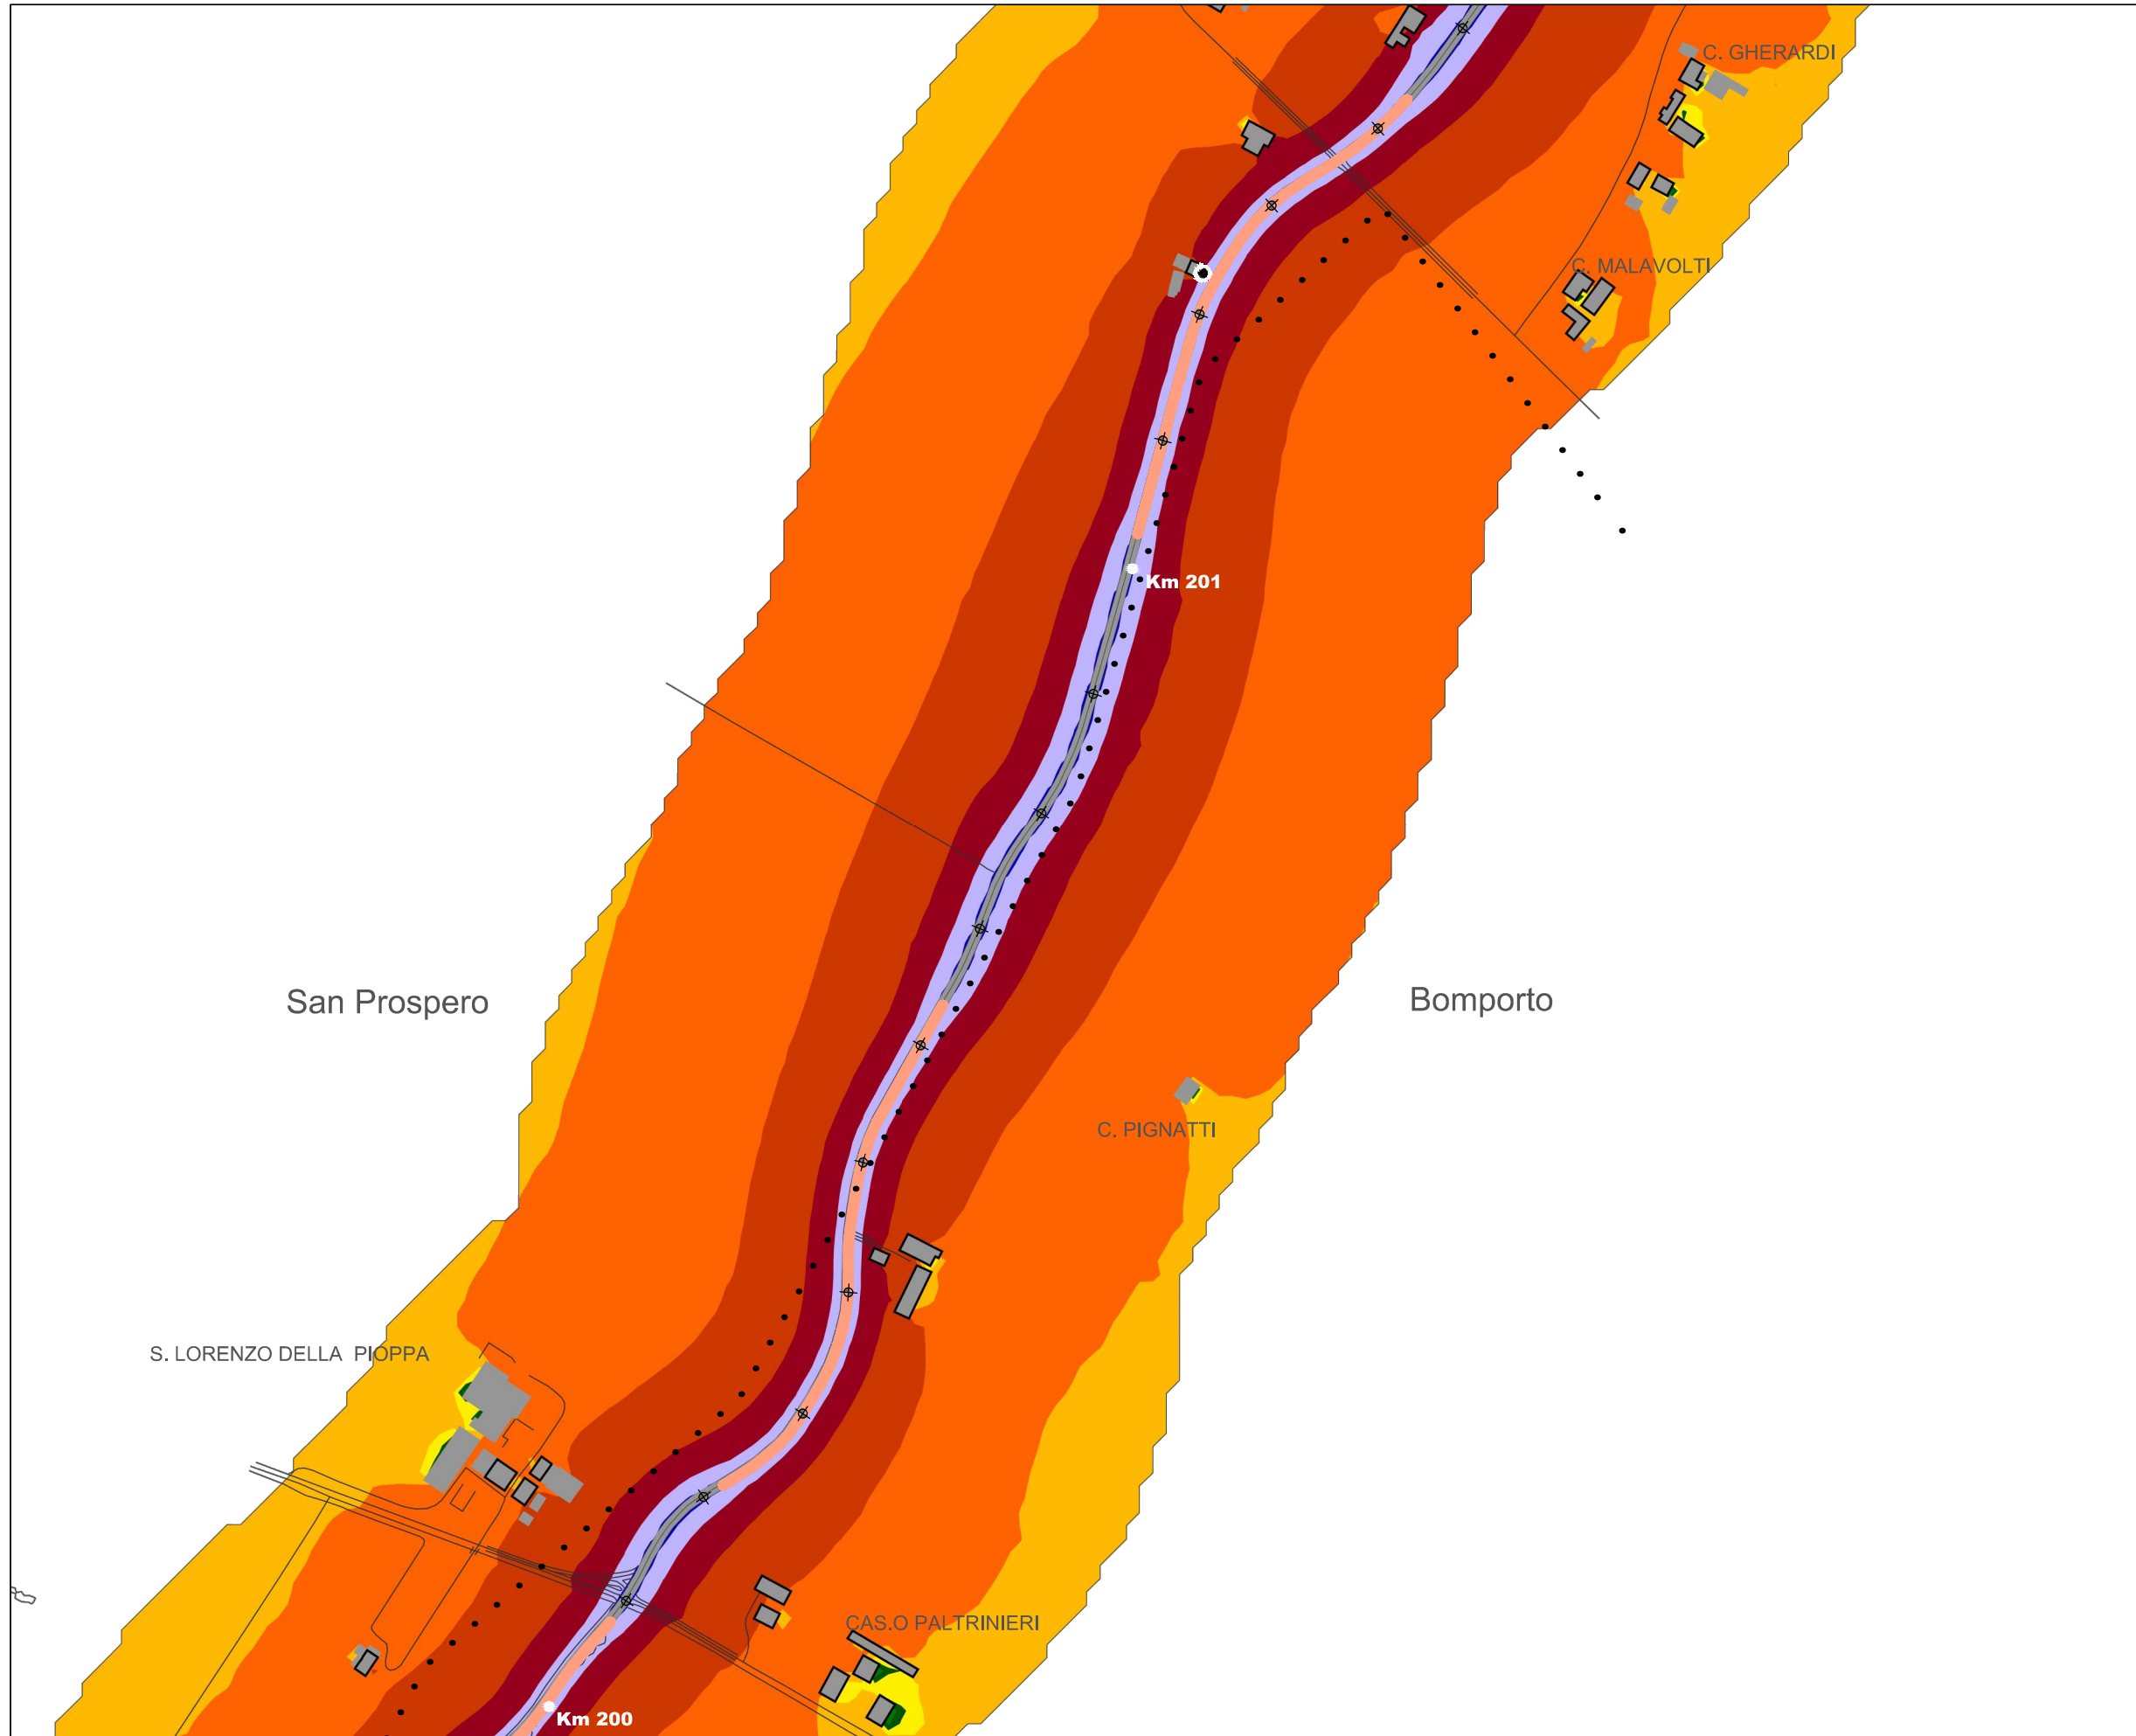 C. GHERARDI
C. MALAVOLTI
Km 201
San Prospero
Bomporto
C. PIGNATTI
S. LORENZO DELLA PIOPPA
CAS.O PALTRINIERI
Km 200